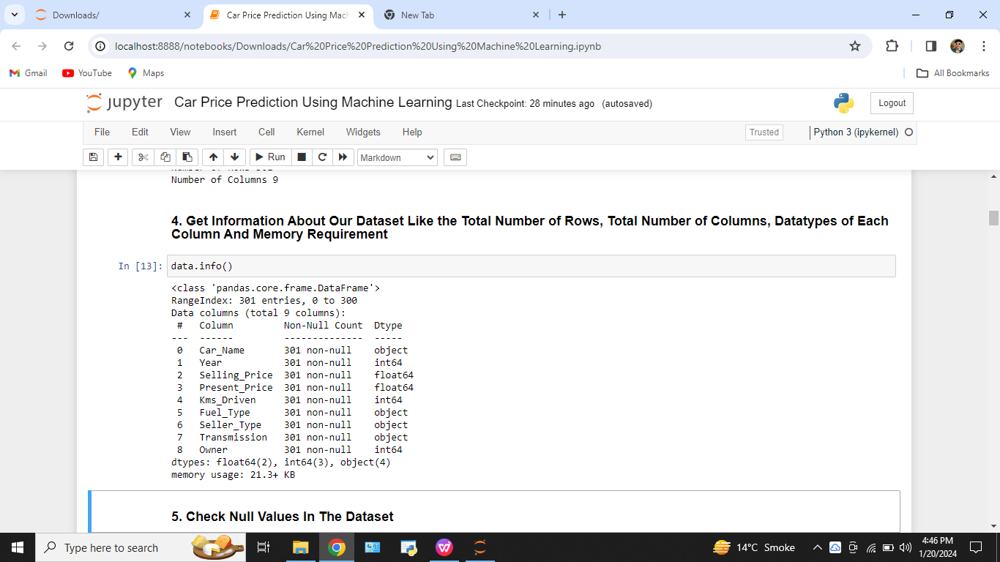 Downloads/
Car Price Prediction Using Mac
New Tab
localhost:8888/notebooks/Downloads/Car%20Price%20Prediction%20Using%20Machine%20Learning.ipynb
Gmail YouTube Maps All Bookmarks
jupyter Car Price Prediction Using Machine Learning Last Checkpoint: 28 minutes ago (autosaved) Logout
File Edit View Insert Cell Kernel Widgets Help Trusted Python 3 (ipykernel)
Run Markdown
Number of Columns 9
4. Get Information About Our Dataset Like the Total Number of Rows, Total Number of Columns, Datatypes of Each
Column And Memory Requirement
In [13]: data.info()
<class 'pandas.core.frame.DataFrame'>
RangeIndex: 301 entries, 0 to 300
Data columns (total 9 columns):
# Column Non-Null Count Dtype
--- ------ -------------- -----
0 Car_Name 301 non-null object
1 Year 301 non-null int64
2 Selling_Price 301 non-null float64
3 Present_Price 301 non-null float64
4 Kms_Driven 301 non-null int64
5 Fuel_Type 301 non-null object
6 Seller_Type 301 non-null object
7 Transmission 301 non-null object
8 Owner 301 non-null int64
dtypes: float64(2), int64(3), object(4)
memory usage: 21.3+ KB
5. Check Null Values In The Dataset
Type here to search
14°C Smoke
4:46 PM
1/20/2024